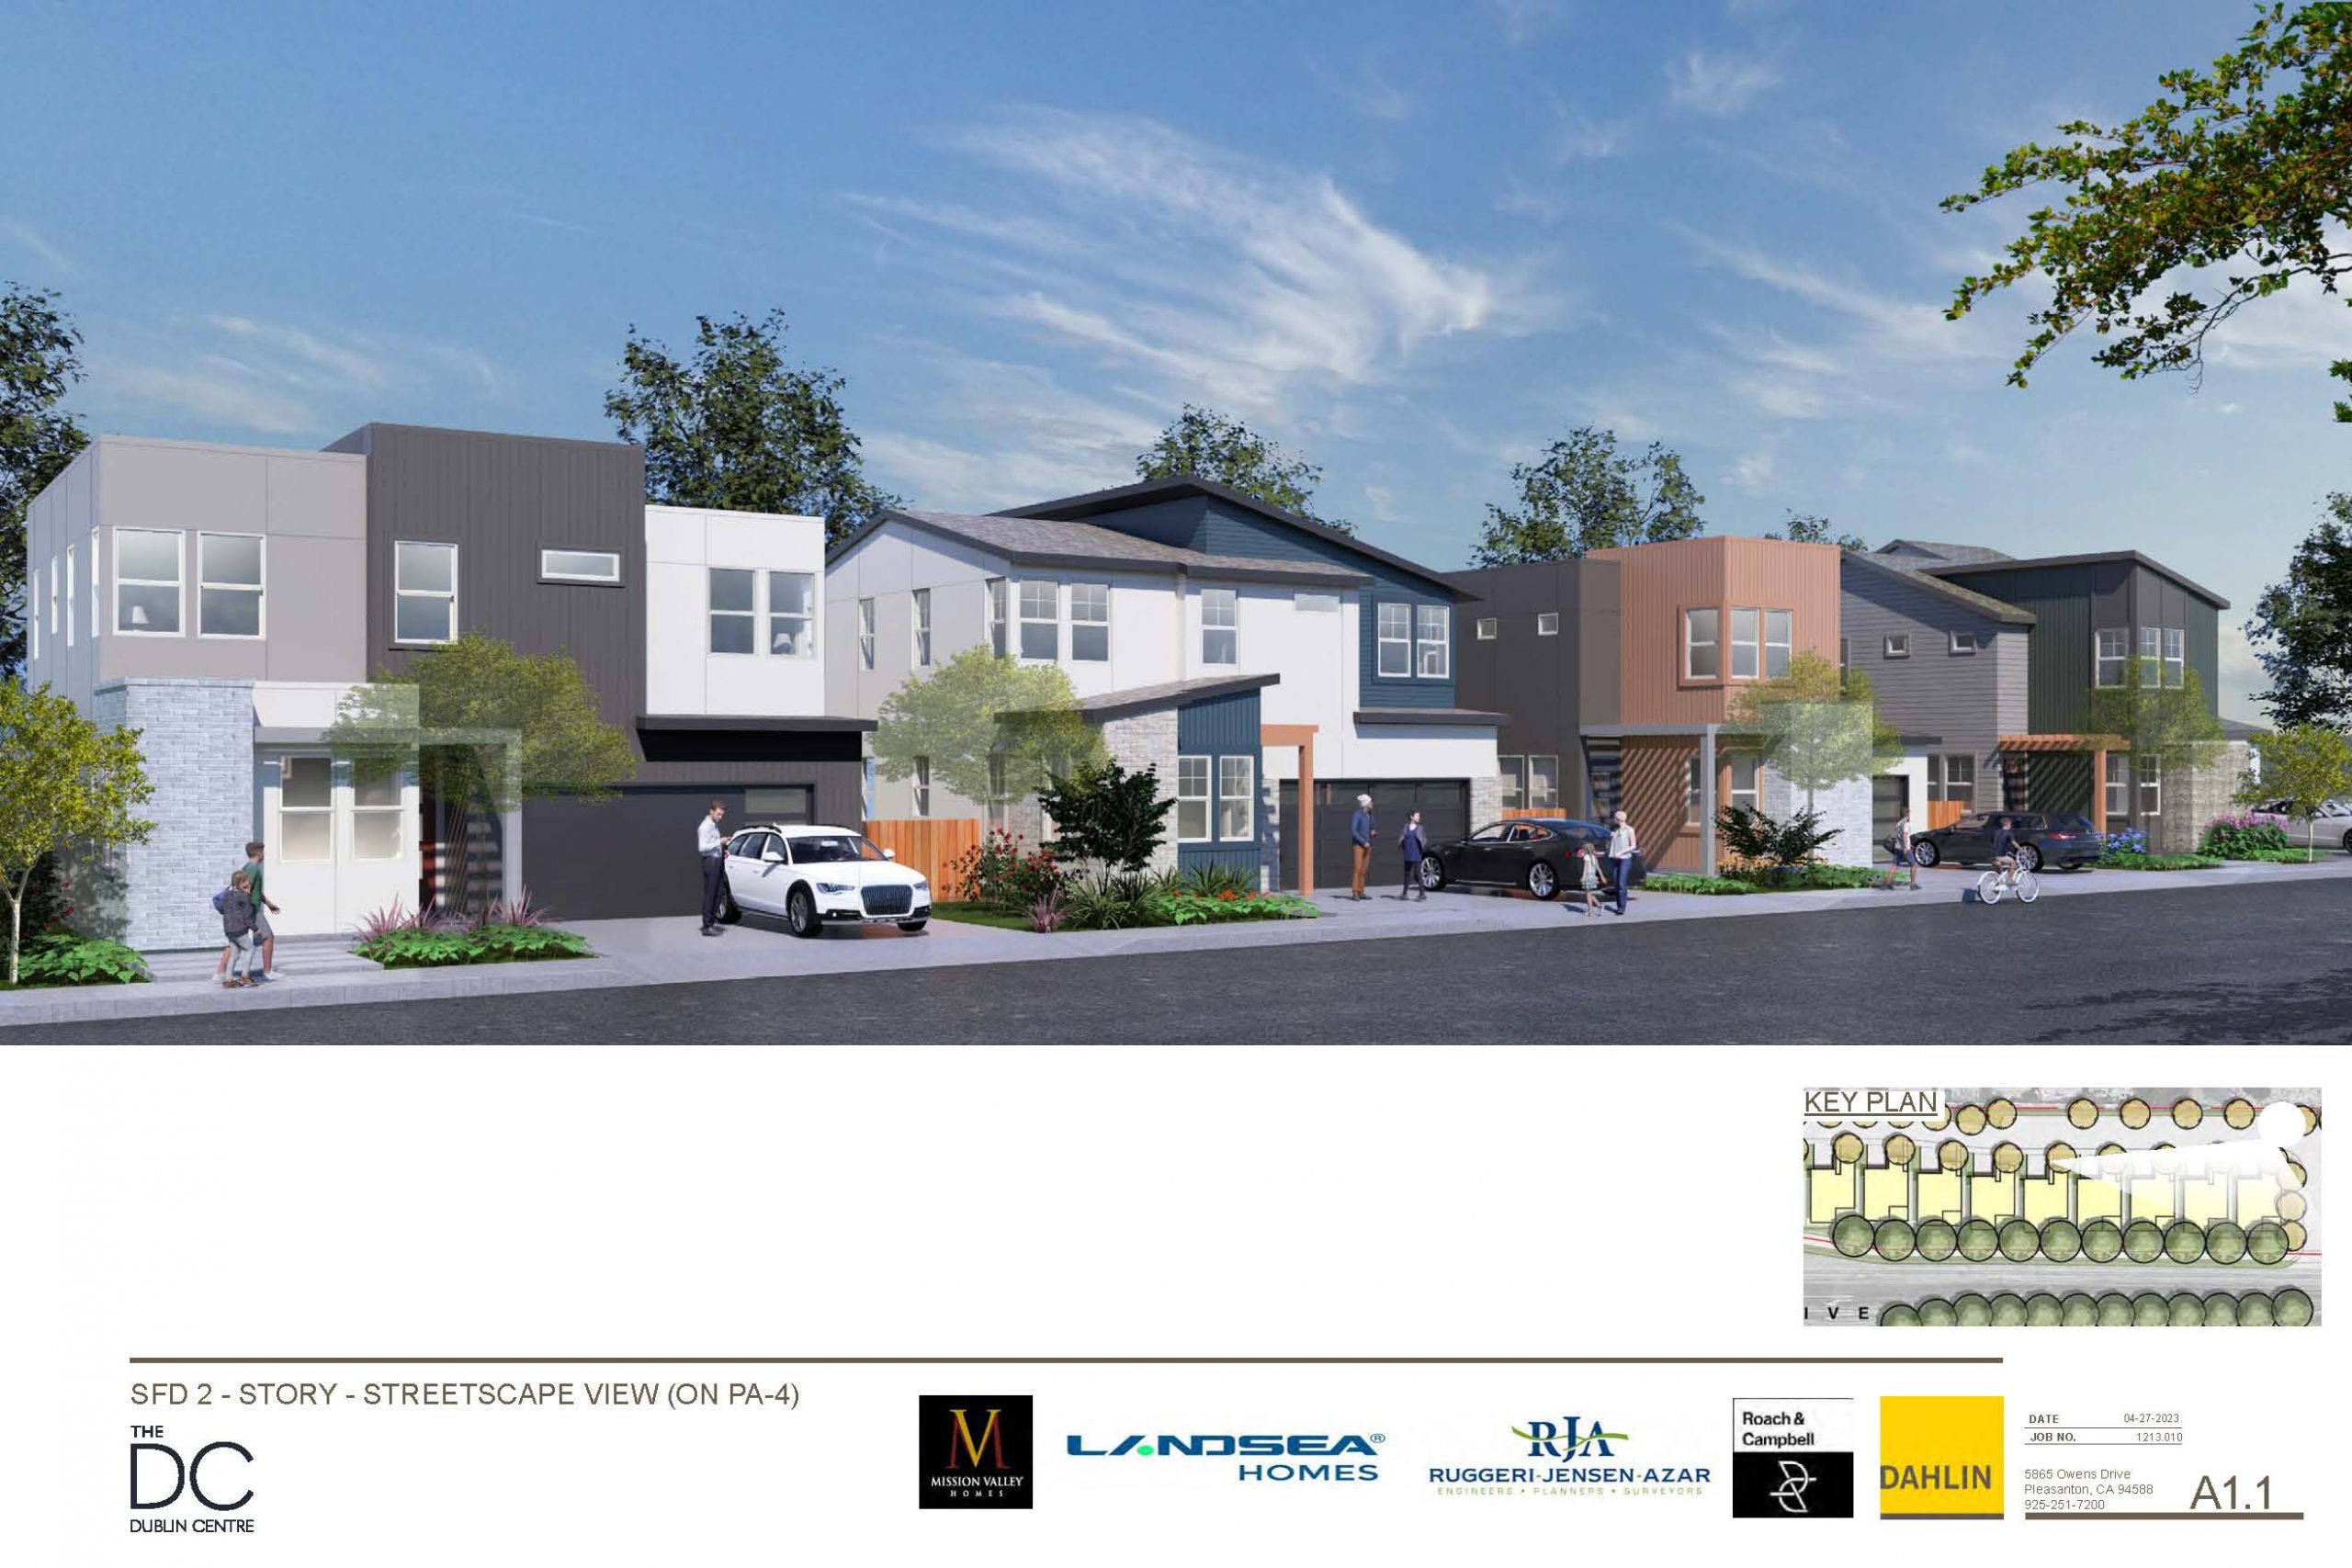 KEY PLAN
I V E
SFD 2 - STORY - STREETSCAPE VIEW (ON PA-4)
THE
DC
DUBLIN CENTRE
MISSION VALLEY
HOMES
LANDSEA®
HOMES
RJA
RUGGERI-JENSEN-AZAR
ENGINEERS • PLANNERS • SURVEYORS
Roach &
Campbell
DAHLIN
DATE 04-27-2023
JOB NO. 1213.010
5865 Owens Drive
Pleasanton, CA 94588
925-251-7200
A1.1